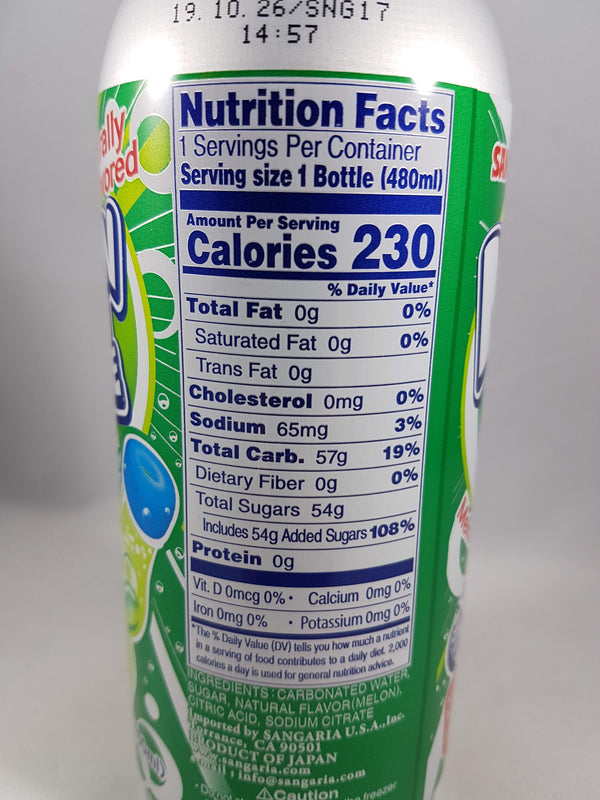 19. 10. 26/SNG17
14:57
Nutrition Facts
1 Servings Per Container
Serving size 1 Bottle (480ml)
Amount Per Serving
Calories 230
% Daily Value*
Total Fat 0g 0%
Saturated Fat 0g 0%
Trans Fat 0g
Cholesterol 0mg 0%
Sodium 65mg 3%
Total Carb. 57g 19%
Dietary Fiber 0g 0%
Total Sugars 54g
Includes 54g Added Sugars 108%
Protein 0g
Vit. D 0mcg 0% • Calcium 0mg 0%
Iron 0mg 0% • Potassium 0mg 0%
*The % Daily Value (DV) tells you how much a nutrient
in a serving of food contributes to a daily diet. 2,000
calories a day is used for general nutrition advice.
INGREDIENTS : CARBONATED WATER,
SUGAR, NATURAL FLAVOR(MELON),
CITRIC ACID, SODIUM CITRATE
Imported by SANGARIA U.S.A.,Inc.
Torrance, CA 90501
PRODUCT OF JAPAN
www.sangaria.com
email : info@sangaria.com
⚠Caution
the freezer